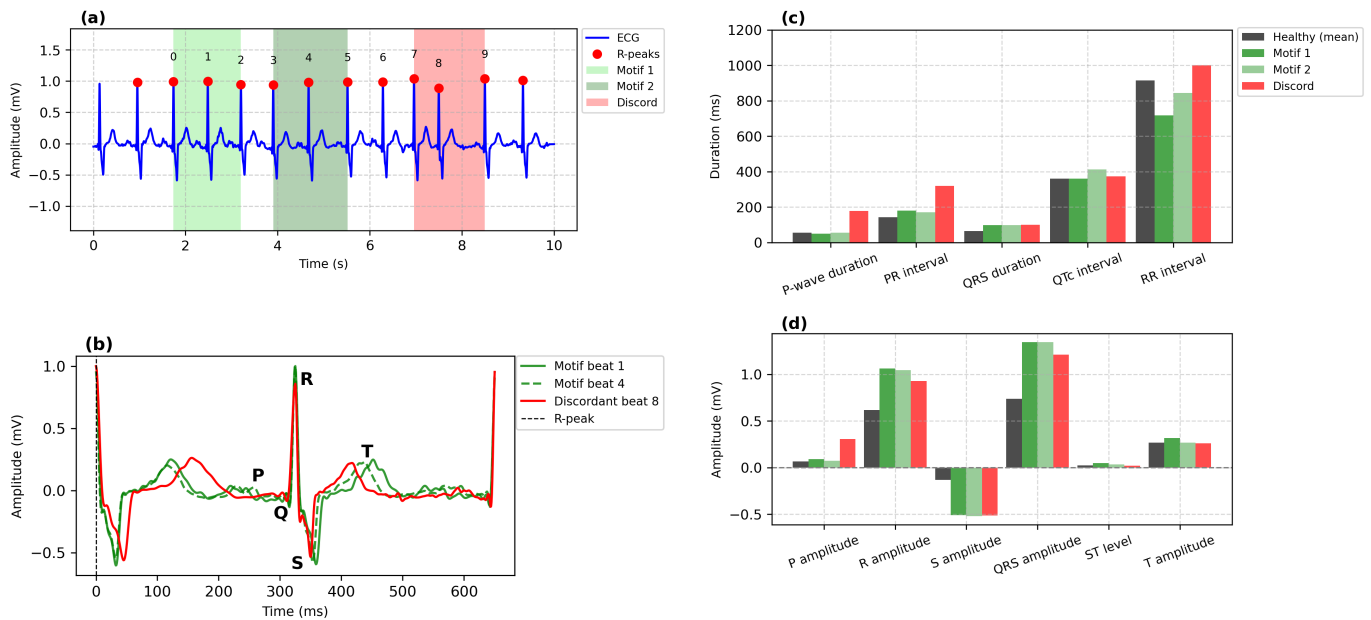 (a)
1.5
1.0
0.5
0.0
−0.5
−1.0
Amplitude (mV)
0 1 2 3 4 5 6 7 8 9
0 2 4 6 8 10
Time (s)
ECG
R-peaks
Motif 1
Motif 2
Discord
(c)
1200
1000
800
600
400
200
0
Duration (ms)
P-wave duration
PR interval
QRS duration
QTc interval
RR interval
Healthy (mean)
Motif 1
Motif 2
Discord
(b)
1.0
0.5
0.0
−0.5
Amplitude (mV)
R
T
P
Q
S
0 100 200 300 400 500 600
Time (ms)
Motif beat 1
Motif beat 4
Discordant beat 8
R-peak
(d)
1.0
0.5
0.0
−0.5
Amplitude (mV)
P amplitude
R amplitude
S amplitude
QRS amplitude
ST level
T amplitude